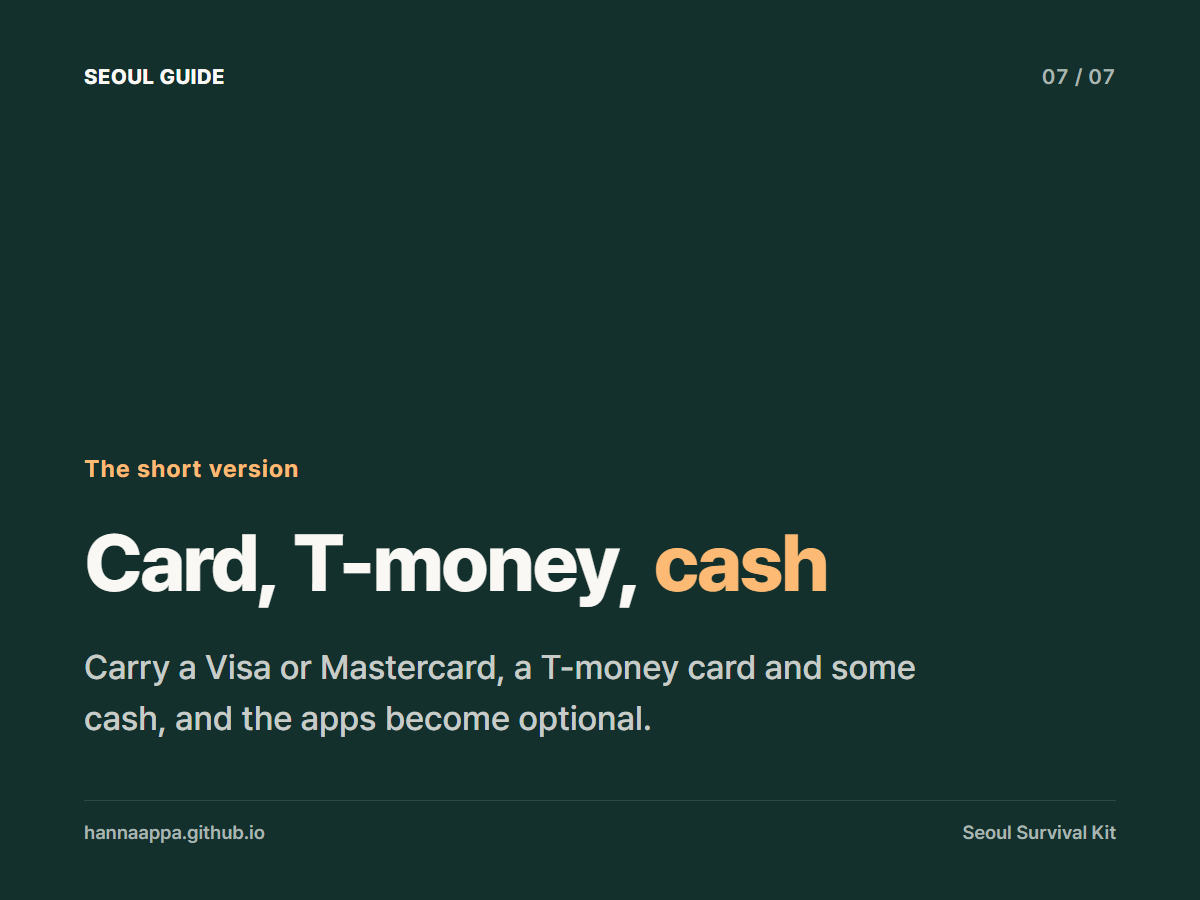 SEOUL GUIDE
07 / 07
The short version
Card, T-money, cash
Carry a Visa or Mastercard, a T-money card and some
cash, and the apps become optional.
hannaappa.github.io
Seoul Survival Kit